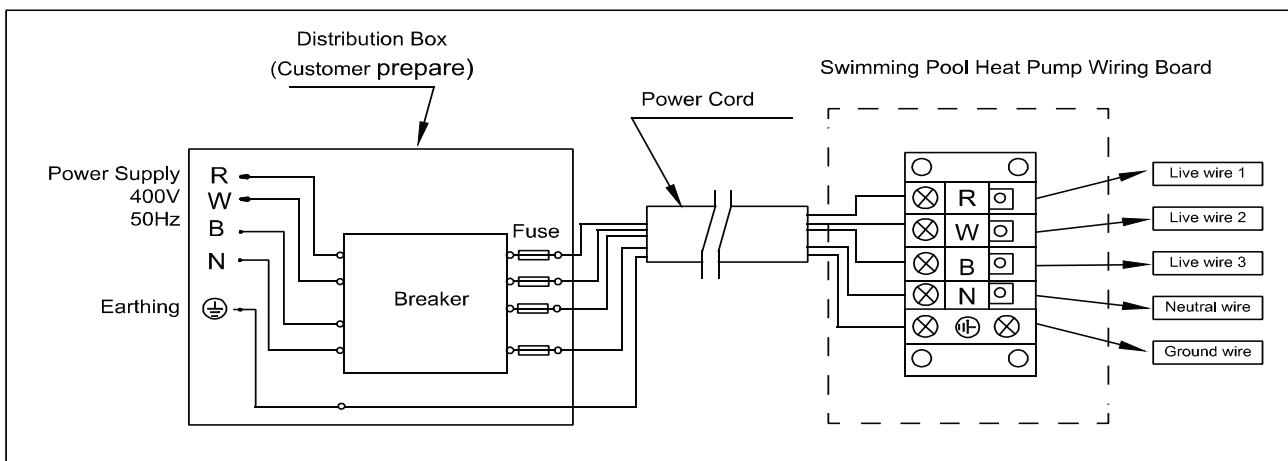 Distribution Box
(Customer prepare)
Swimming Pool Heat Pump Wiring Board
Power Cord
Power Supply
400V
50Hz
R
W
B
N
Earthing
Breaker
Fuse
R
W
B
N
Live wire 1
Live wire 2
Live wire 3
Neutral wire
Ground wire